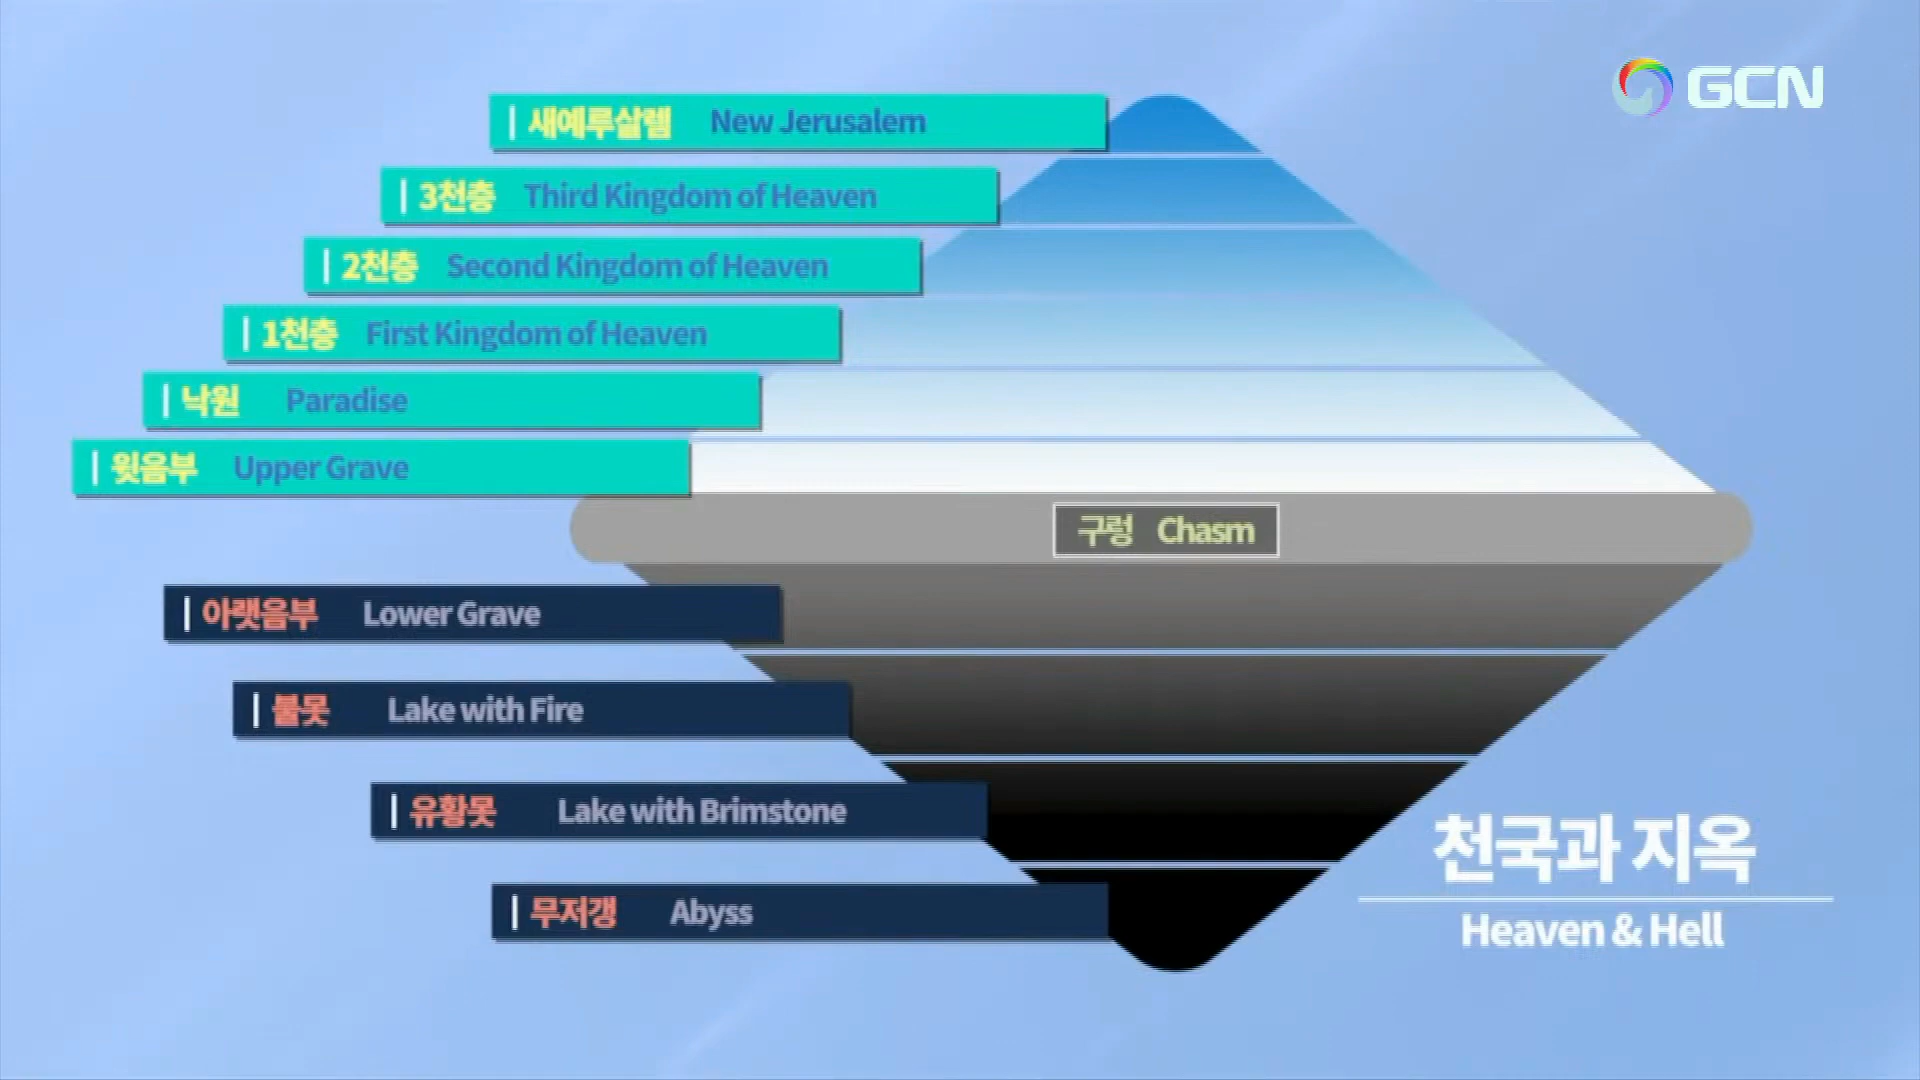 GCN
새예루살렘 New Jerusalem
3천층 Third Kingdom of Heaven
2천층 Second Kingdom of Heaven
1천층 First Kingdom of Heaven
낙원 Paradise
윗음부 Upper Grave
구렁 Chasm
아랫음부 Lower Grave
불못 Lake with Fire
유황못 Lake with Brimstone
무저갱 Abyss
천국과 지옥
Heaven & Hell